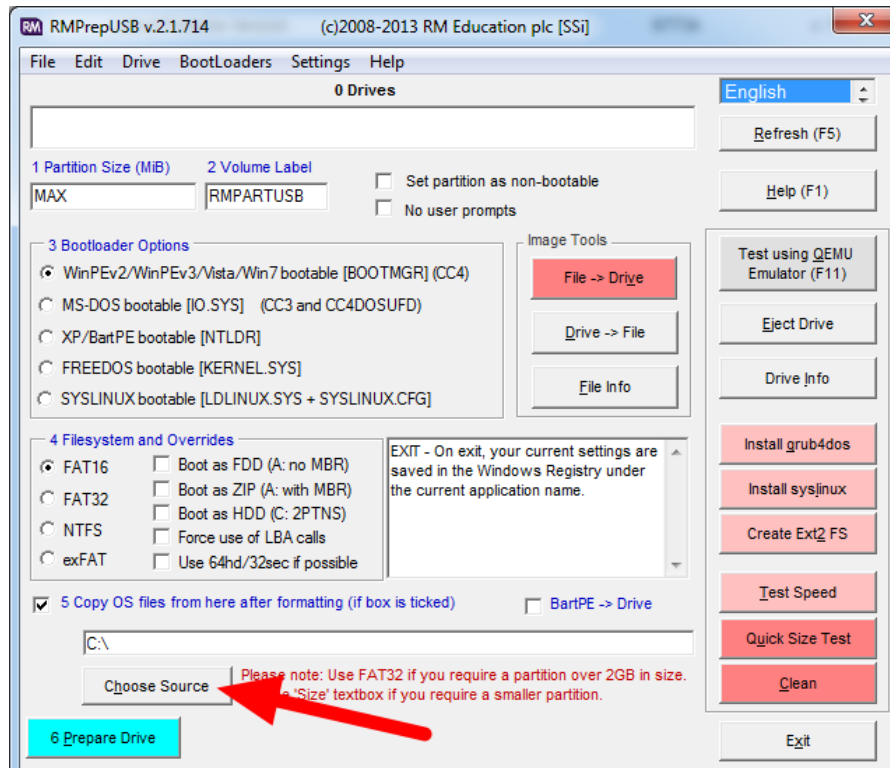 RM RMPrepUSB v.2.1.714 (c)2008-2013 RM Education plc [SSi] x
File Edit Drive BootLoaders Settings Help
0 Drives
English
Refresh (F5)
1 Partition Size (MiB) 2 Volume Label
MAX RMPARTUSB
Set partition as non-bootable
No user prompts
Help (F1)
3 Bootloader Options
WinPEv2/WinPEv3/Vista/Win7 bootable [BOOTMGR] (CC4)
MS-DOS bootable [IO.SYS] (CC3 and CC4DOSUFD)
XP/BartPE bootable [NTLDR]
FREEDOS bootable [KERNEL.SYS]
SYSLINUX bootable [LDLINUX.SYS + SYSLINUX.CFG]
Image Tools
File -> Drive
Drive -> File
File Info
Test using QEMU
Emulator (F11)
Eject Drive
Drive Info
4 Filesystem and Overrides
FAT16
FAT32
NTFS
exFAT
Boot as FDD (A: no MBR)
Boot as ZIP (A: with MBR)
Boot as HDD (C: 2PTNS)
Force use of LBA calls
Use 64hd/32sec if possible
EXIT - On exit, your current settings are
saved in the Windows Registry under
the current application name.
Install grub4dos
Install syslinux
Create Ext2 FS
Test Speed
Quick Size Test
Clean
5 Copy OS files from here after formatting (if box is ticked)
BartPE -> Drive
C:\
Choose Source
Please note: Use FAT32 if you require a partition over 2GB in size.
'Size' textbox if you require a smaller partition.
6 Prepare Drive
Exit